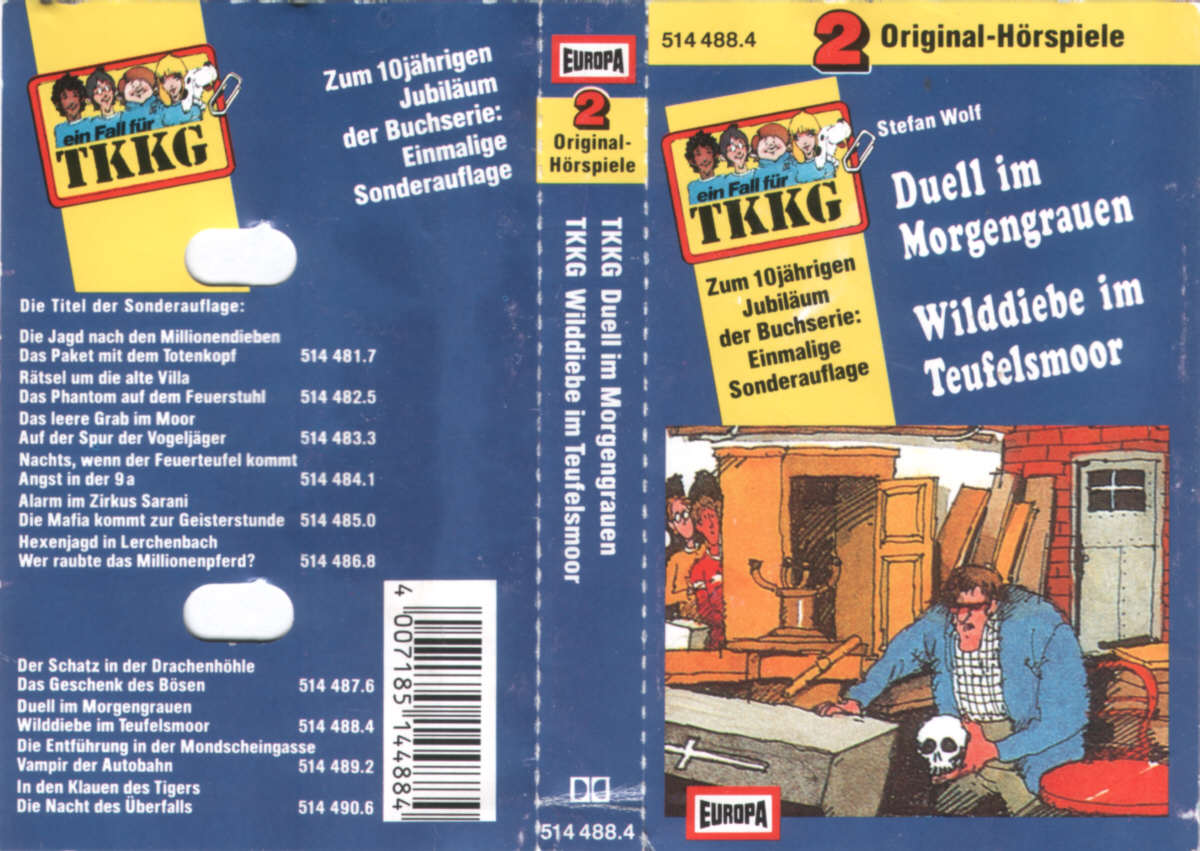 ein Fall für
TKKG
Zum 10jährigen
Jubiläum
der Buchserie:
Einmalige
Sonderauflage
Die Titel der Sonderauflage:
Die Jagd nach den Millionendieben
Das Paket mit dem Totenkopf 514 481.7
Rätsel um die alte Villa
Das Phantom auf dem Feuerstuhl 514 482.5
Das leere Grab im Moor
Auf der Spur der Vogeljäger 514 483.3
Nachts, wenn der Feuerteufel kommt
Angst in der 9a 514 484.1
Alarm im Zirkus Sarani
Die Mafia kommt zur Geisterstunde 514 485.0
Hexenjagd in Lerchenbach
Wer raubte das Millionenpferd? 514 486.8
Der Schatz in der Drachenhöhle
Das Geschenk des Bösen 514 487.6
Duell im Morgengrauen
Wilddiebe im Teufelsmoor 514 488.4
Die Entführung in der Mondscheingasse
Vampir der Autobahn 514 489.2
In den Klauen des Tigers
Die Nacht des Überfalls 514 490.6
4 007185 144884
EUROPA
2
Original-
Hörspiele
TKKG Duell im Morgengrauen
TKKG Wilddiebe im Teufelsmoor
514 488.4
514 488.4
2 Original-Hörspiele
ein Fall für
TKKG
Stefan Wolf
Duell im
Morgengrauen
Wilddiebe im
Teufelsmoor
Zum 10jährigen
Jubiläum
der Buchserie:
Einmalige
Sonderauflage
EUROPA